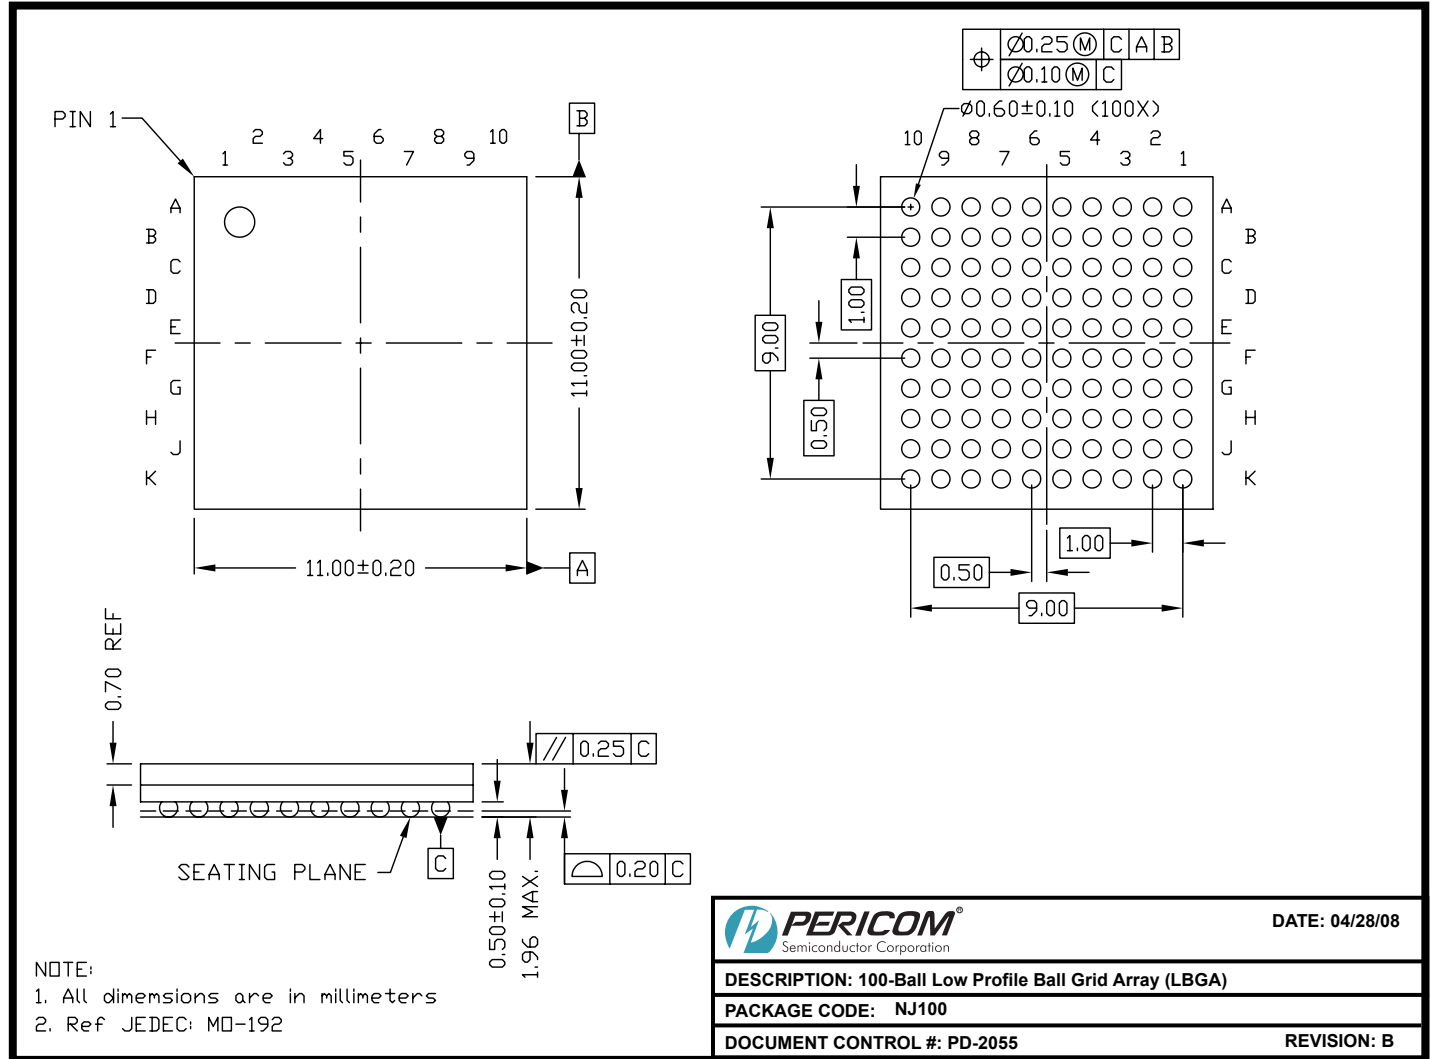 PIN 1
2 4 6 8 10
1 3 5 7 9
A
B
C
D
E
F
G
H
J
K
B
11.00±0.20
11.00±0.20
A
Ø0.25 Ⓜ C A B
Ø0.10 Ⓜ C
Ø0.60±0.10 (100X)
10 8 6 4 2
9 7 5 3 1
A
B
C
D
E
F
G
H
J
K
1.00
9.00
0.50
1.00
0.50
9.00
0.70 REF
// 0.25 C
0.20 C
SEATING PLANE
C
0.50±0.10
1.96 MAX.
NOTE:
1. All dimemsions are in millimeters
2. Ref JEDEC: MO-192
PERICOM®
Semiconductor Corporation
DATE: 04/28/08
DESCRIPTION: 100-Ball Low Profile Ball Grid Array (LBGA)
PACKAGE CODE: NJ100
DOCUMENT CONTROL #: PD-2055
REVISION: B